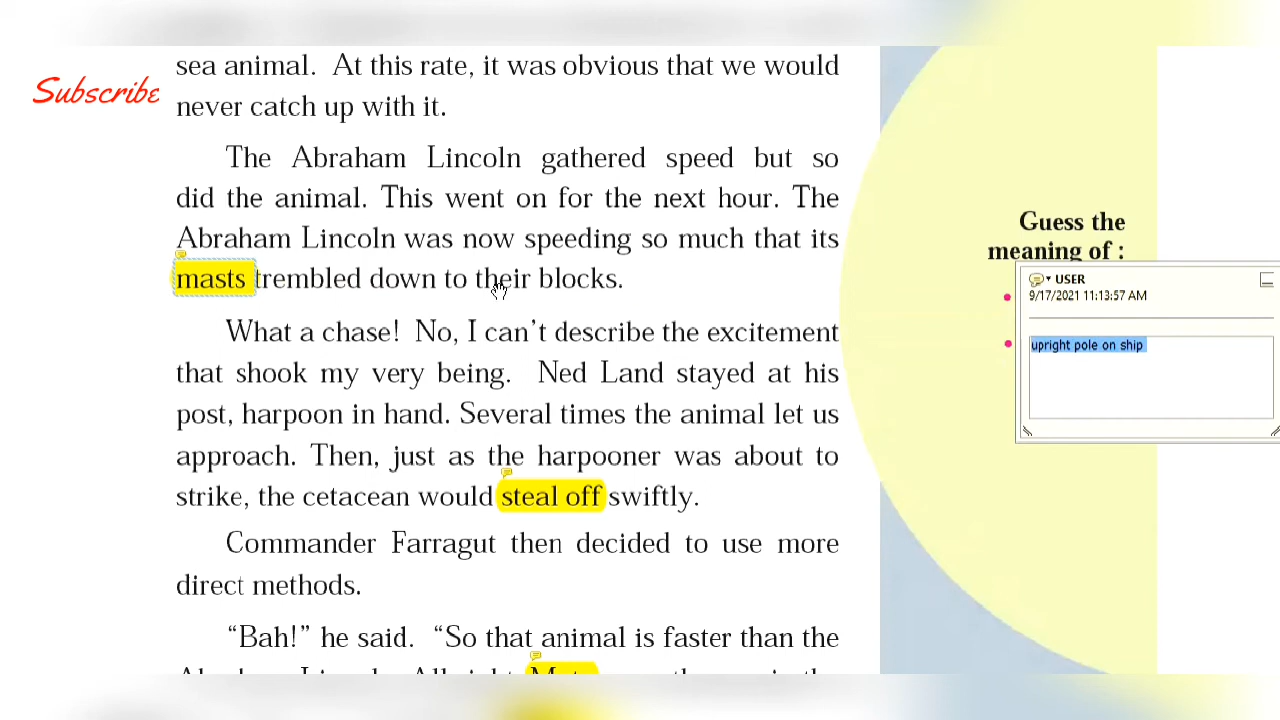 Subscribe
sea animal. At this rate, it was obvious that we would
never catch up with it.
The Abraham Lincoln gathered speed but so
did the animal. This went on for the next hour. The
Abraham Lincoln was now speeding so much that its
masts trembled down to their blocks.
What a chase! No, I can’t describe the excitement
that shook my very being. Ned Land stayed at his
post, harpoon in hand. Several times the animal let us
approach. Then, just as the harpooner was about to
strike, the cetacean would steal off swiftly.
Commander Farragut then decided to use more
direct methods.
“Bah!” he said. “So that animal is faster than the
Guess the
meaning of :
USER
9/17/2021 11:13:57 AM
upright pole on ship